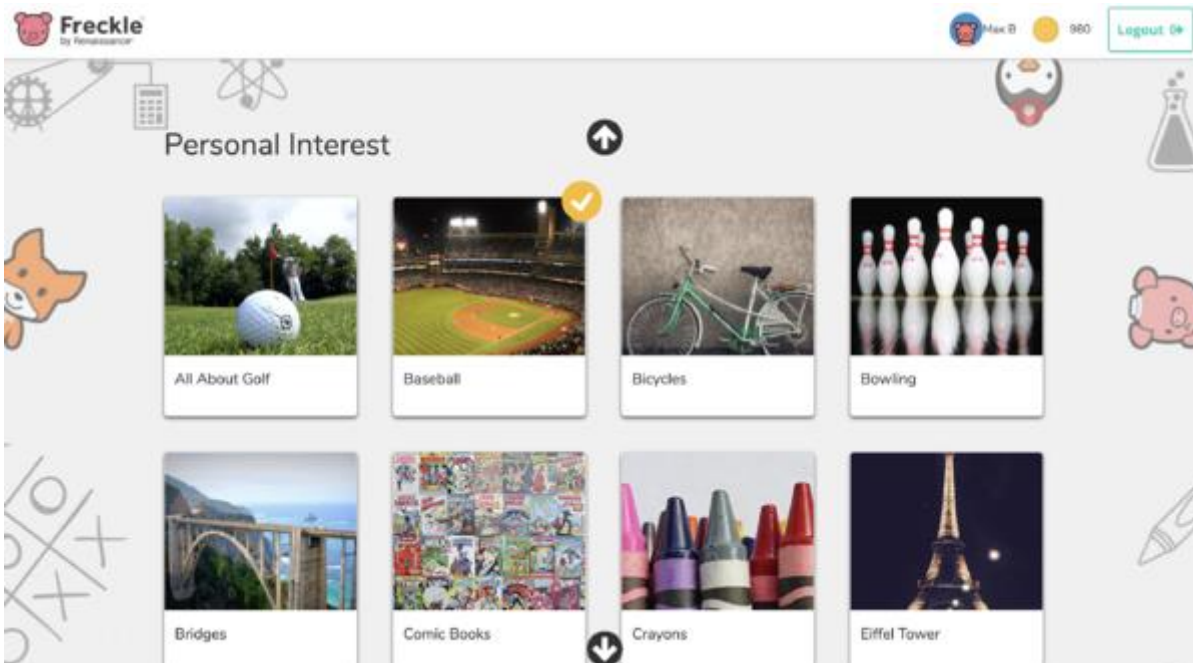 Freckle
by Renaissance
Max B
980
Logout
Personal Interest
All About Golf
Baseball
Bicycles
Bowling
Bridges
Comic Books
Crayons
Eiffel Tower